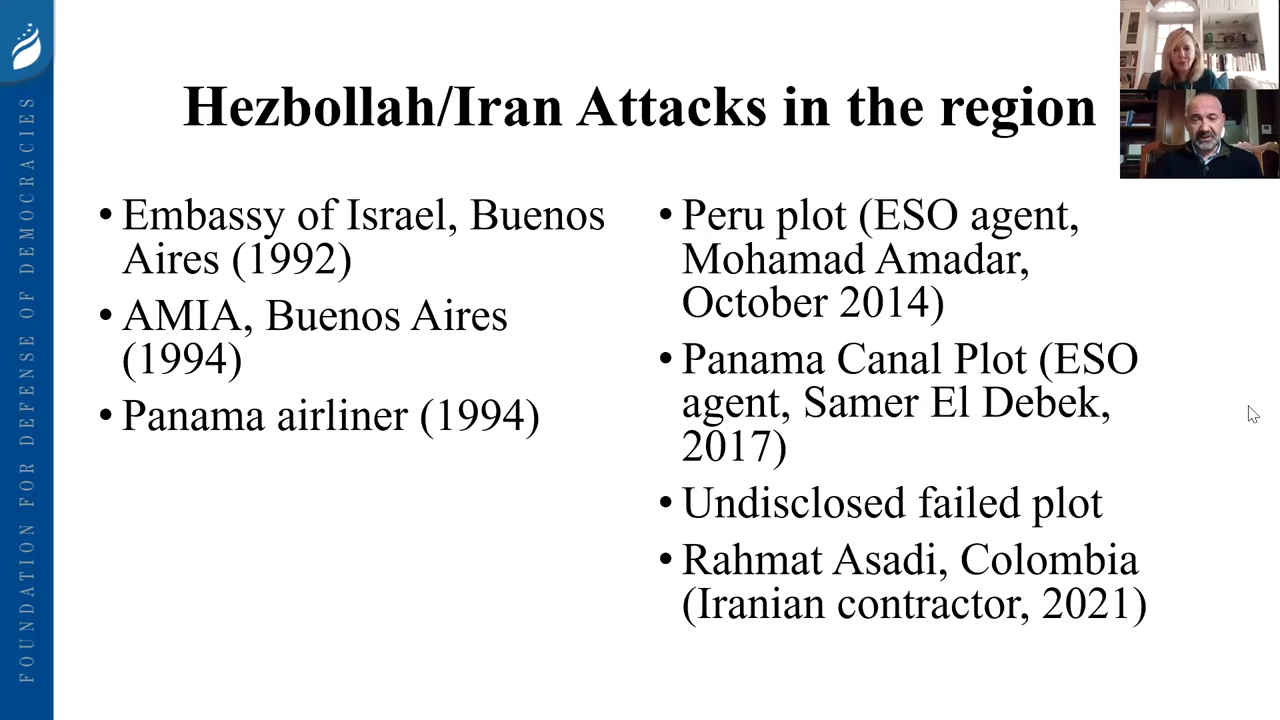 FOUNDATION FOR DEFENSE OF DEMOCRACIES
Hezbollah/Iran Attacks in the region
• Embassy of Israel, Buenos
Aires (1992)
• AMIA, Buenos Aires
(1994)
• Panama airliner (1994)
• Peru plot (ESO agent,
Mohamad Amadar,
October 2014)
• Panama Canal Plot (ESO
agent, Samer El Debek,
2017)
• Undisclosed failed plot
• Rahmat Asadi, Colombia
(Iranian contractor, 2021)